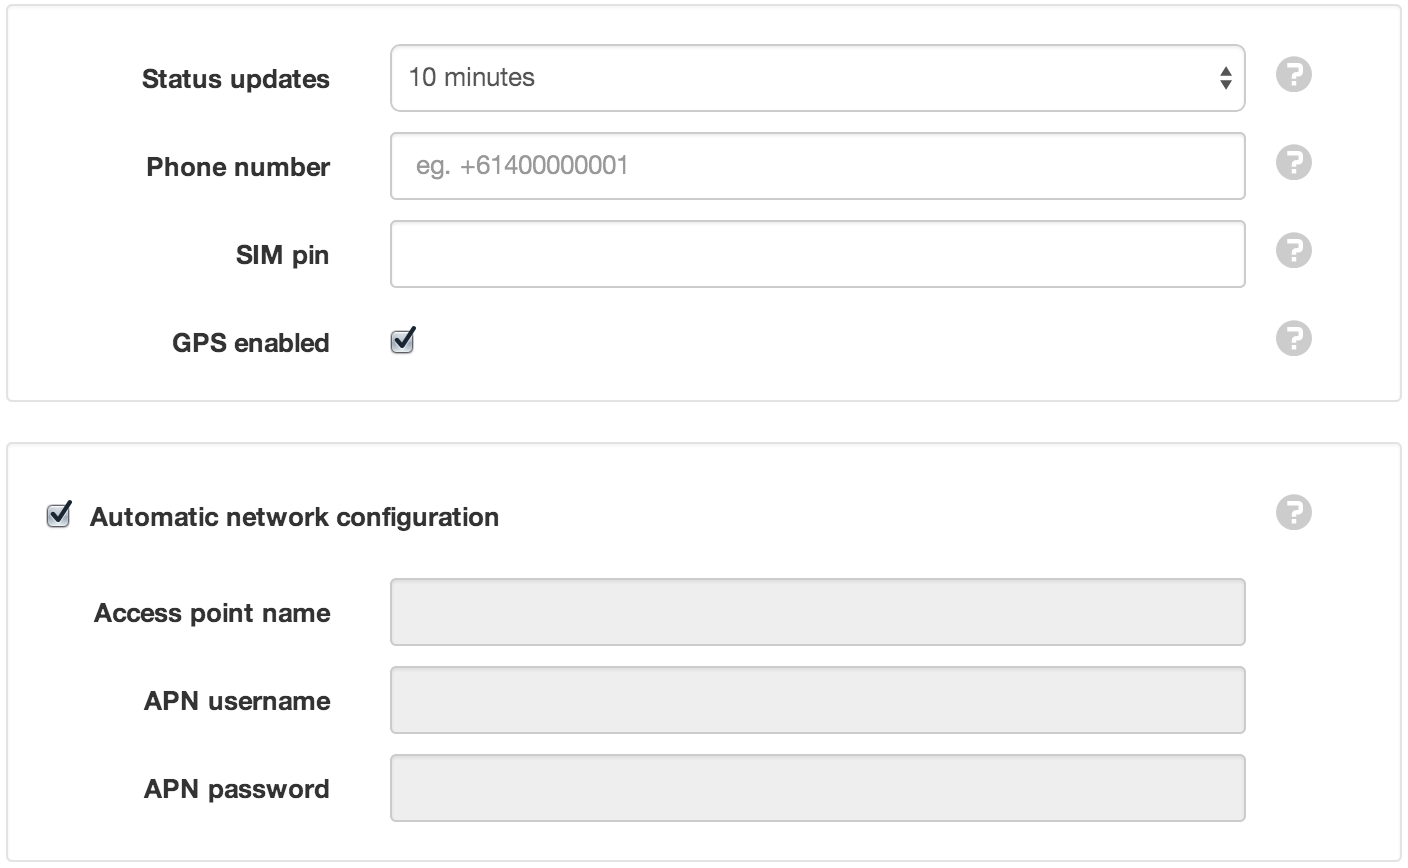 Status updates
10 minutes
?
Phone number
eg. +61400000001
?
SIM pin
?
GPS enabled
?
Automatic network configuration
?
Access point name
APN username
APN password